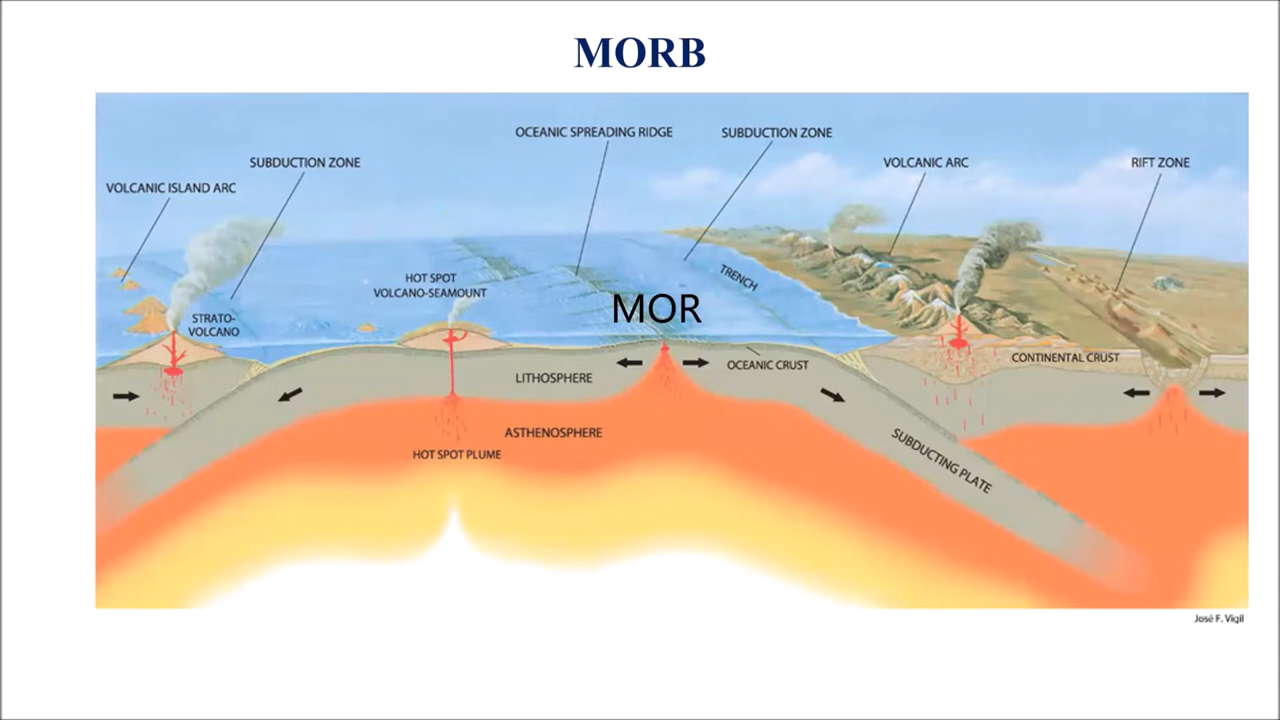 MORB
OCEANIC SPREADING RIDGE
SUBDUCTION ZONE
SUBDUCTION ZONE
VOLCANIC ARC
RIFT ZONE
VOLCANIC ISLAND ARC
HOT SPOT
VOLCANO-SEAMOUNT
TRENCH
MOR
STRATO-
VOLCANO
OCEANIC CRUST
CONTINENTAL CRUST
LITHOSPHERE
ASTHENOSPHERE
HOT SPOT PLUME
SUBDUCTING PLATE
José F. Vigil